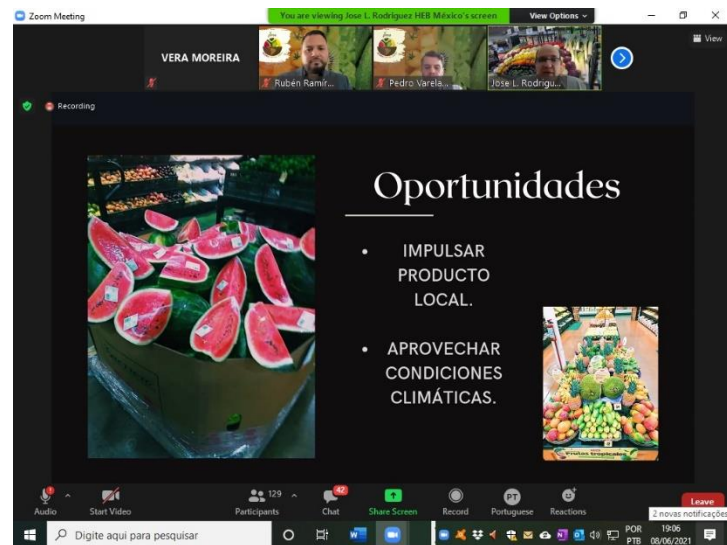 Zoom Meeting
You are viewing Jose L. Rodriguez HEB México's screen
View Options
View
VERA MOREIRA
Rubén Ramír...
Pedro Varela...
Jose L. Rodrigu...
Recording
Oportunidades
• IMPULSAR
PRODUCTO
LOCAL.
• APROVECHAR
CONDICIONES
CLIMÁTICAS.
Frutas tropicales
129
42
PT
Audio
Start Video
Participants
Chat
Share Screen
Record
Portuguese
Reactions
Leave
2 novas notificações
Digite aqui para pesquisar
POR
PTB
19:06
08/06/2021